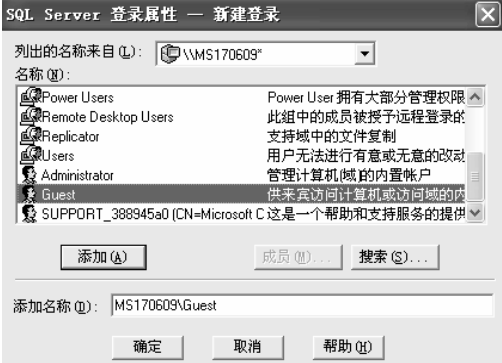 SQL Server 登录属性 — 新建登录
列出的名称来自(L): \\MS170609*
名称(N):
Power Users Power User 拥有大部分管理权限
Remote Desktop Users 此组中的成员被授予远程登录的
Replicator 支持域中的文件复制
Users 用户无法进行有意或无意的改动
Administrator 管理计算机(域)的内置帐户
Guest 供来宾访问计算机或访问域的内
SUPPORT_388945a0 (CN=Microsoft C 这是一个帮助和支持服务的提供
添加(A) 成员(M)... 搜索(S)...
添加名称(D): MS170609\Guest
确定 取消 帮助(H)